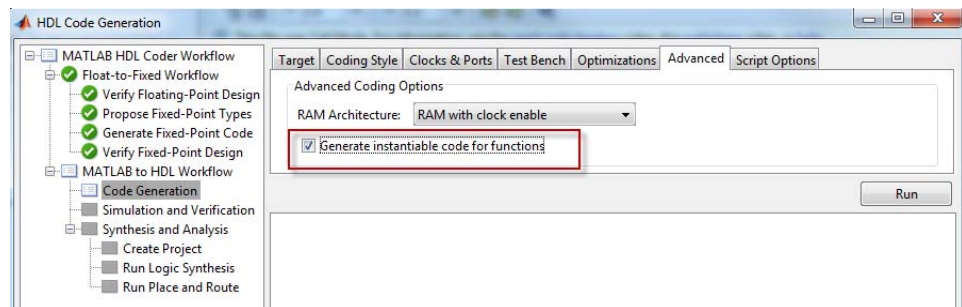 HDL Code Generation
MATLAB HDL Coder Workflow
Float-to-Fixed Workflow
Verify Floating-Point Design
Propose Fixed-Point Types
Generate Fixed-Point Code
Verify Fixed-Point Design
MATLAB to HDL Workflow
Code Generation
Simulation and Verification
Synthesis and Analysis
Create Project
Run Logic Synthesis
Run Place and Route
Target Coding Style Clocks & Ports Test Bench Optimizations Advanced Script Options
Advanced Coding Options
RAM Architecture: RAM with clock enable
Generate instantiable code for functions
Run